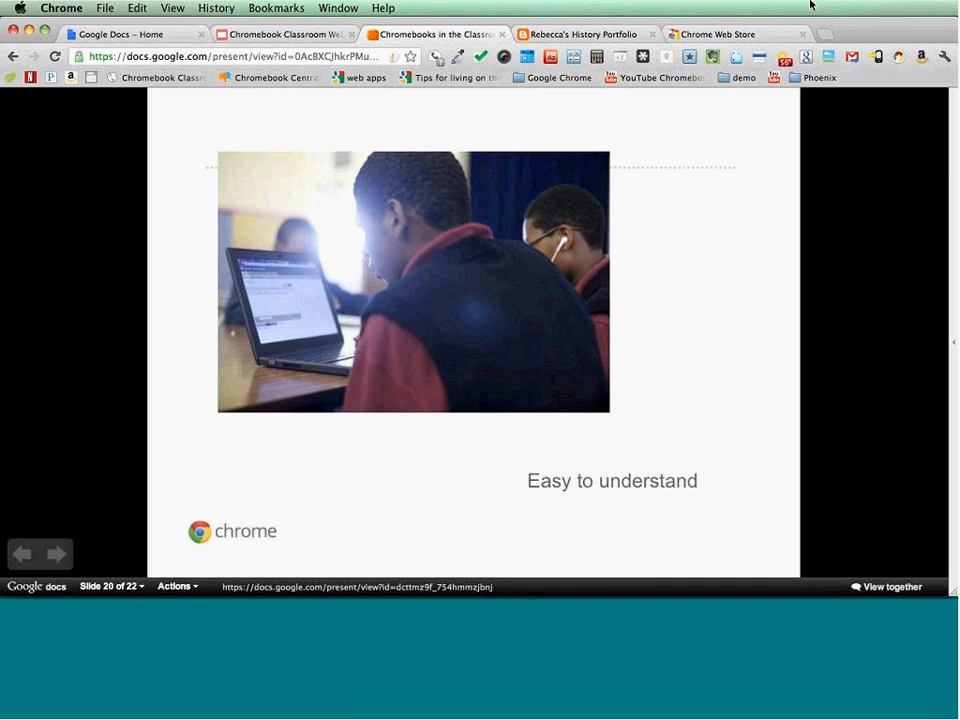 Chrome File Edit View History Bookmarks Window Help
Google Docs - Home
Chromebook Classroom We
Chromebooks in the Classro
Rebecca's History Portfolio
Chrome Web Store
https://docs.google.com/present/view?id=0AcBXCJhkrPMu...
Chromebook Classr
Chromebook Centra
web apps
Tips for living on th
Google Chrome
YouTube Chromebo
demo
Phoenix
Easy to understand
chrome
Google docs Slide 20 of 22 Actions https://docs.google.com/present/view?id=dcttmz9f_754hmmzjbnj View together